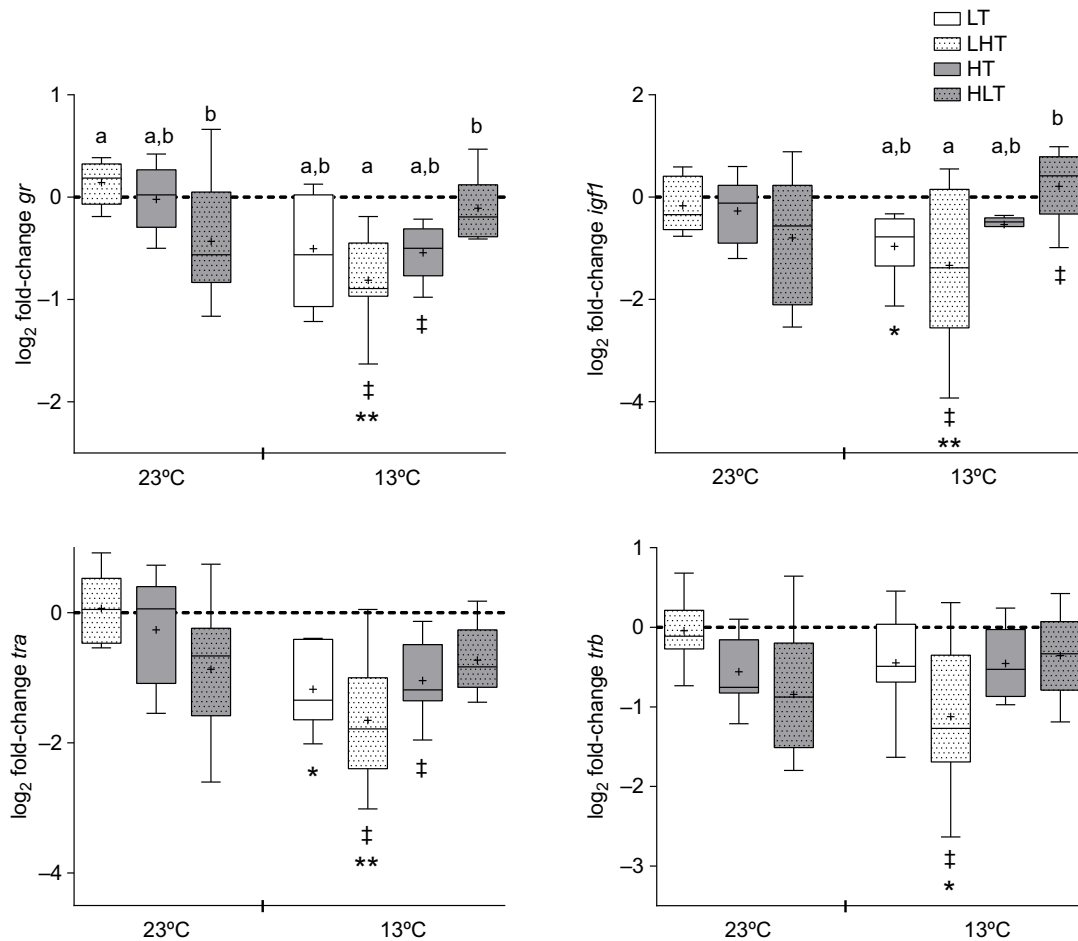 LT
LHT
HT
HLT
1
0
–1
–2
log2 fold-change gr
a
a,b
b
a,b
a
a,b
b
‡
‡
**
23ºC
13ºC
2
0
–2
–4
log2 fold-change igf1
a,b
a
a,b
b
*
‡
**
‡
23ºC
13ºC
0
–2
–4
log2 fold-change tra
*
‡
**
‡
23ºC
13ºC
1
0
–1
–2
–3
log2 fold-change trb
‡
*
23ºC
13ºC